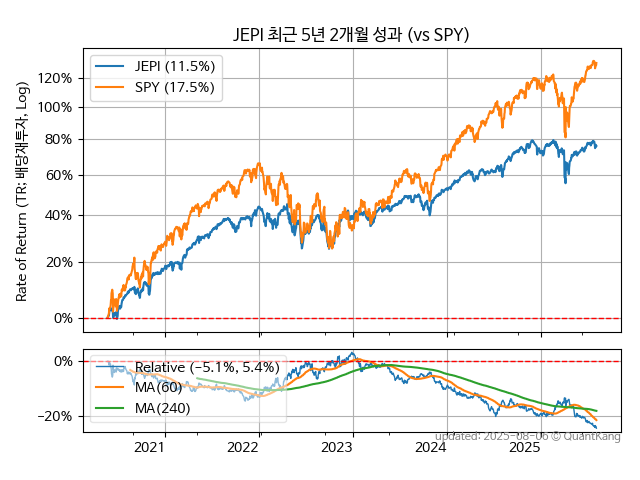 JEPI 최근 5년 2개월 성과 (vs SPY)
JEPI (11.5%)
SPY (17.5%)
Rate of Return (TR: 배당재투자, Log)
120%
100%
80%
60%
40%
20%
0%
0%
−20%
Relative (−5.1%, 5.4%)
MA(60)
MA(240)
2021
2022
2023
2024
2025
updated: 2025-08-06 © QuantKang